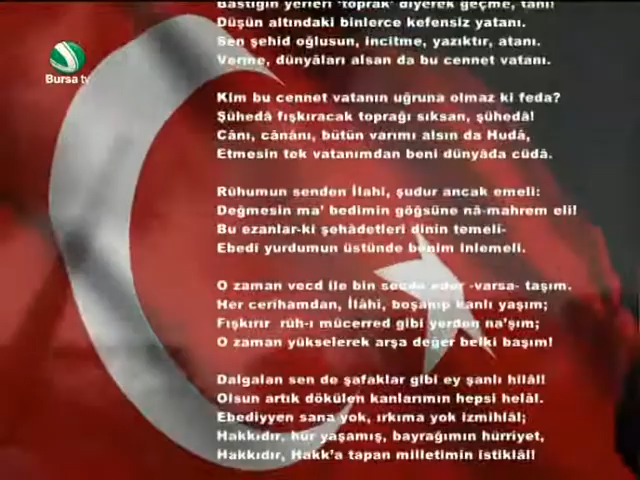 Bastığın yerleri 'toprak' diyerek geçme, tanı!
Düşün altındaki binlerce kefensiz yatanı.
Sen şehid oğlusun, incitme, yazıktır, atanı.
Verme, dünyâları alsan da bu cennet vatanı.
Kim bu cennet vatanın uğruna olmaz ki feda?
Şühedâ fışkıracak toprağı sıksan, şühedâ!
Cânı, cânânı, bütün varımı alsın da Hudâ,
Etmesin tek vatanımdan beni dünyâda cüdâ.
Rûhumun senden İlahi, şudur ancak emeli:
Değmesin ma' bedimin göğsüne nâ-mahrem eli!
Bu ezanlar-ki şehâdetleri dinin temeli-
Ebedi yurdumun üstünde benim inlemeli.
O zaman vecd ile bin secde eder -varsa- taşım.
Her cerihamdan, İlâhi, boşanıp kanlı yaşım;
Fışkırır rûh-ı mücerred gibi yerden na'şım;
O zaman yükselerek arşa değer belki başım!
Dalgalan sen de şafaklar gibi ey şanlı hilâl!
Olsun artık dökülen kanlarımın hepsi helâl.
Ebediyyen sana yok, ırkıma yok izmihlâl;
Hakkıdır, hür yaşamış, bayrağımın hürriyet,
Hakkıdır, Hakk'a tapan milletimin istiklâl!
Bursa tv